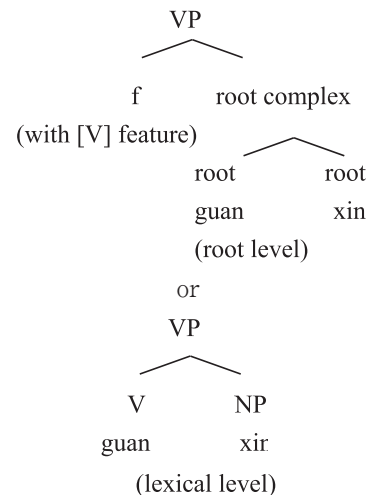 VP
f root complex
(with [V] feature)
root root
guan xin
(root level)
or
VP
V NP
guan xin
(lexical level)